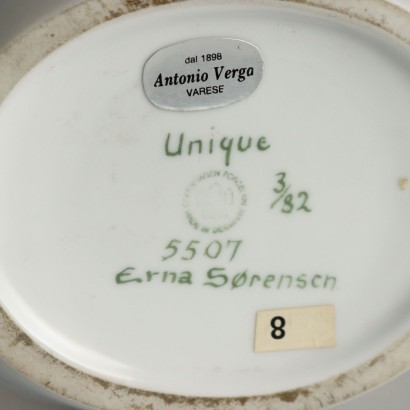 dal 1898
Antonio Verga
VARESE
Unique
3/82
5507
Erna Sørensen
8